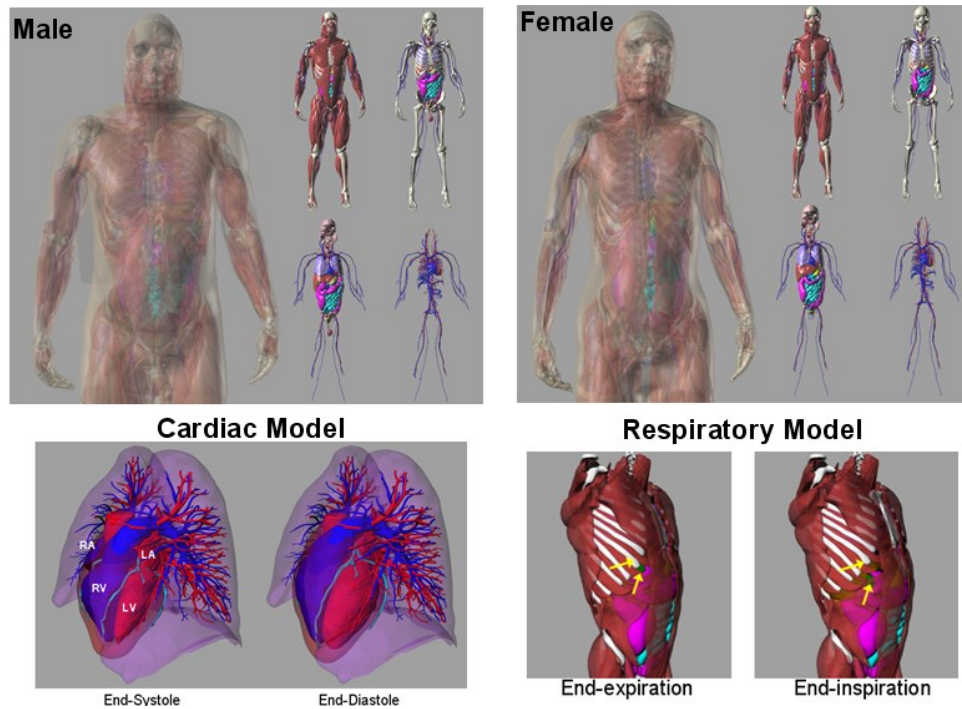 Male
Female
Cardiac Model
Respiratory Model
RA
LA
RV
LV
End-Systole
End-Diastole
End-expiration
End-inspiration